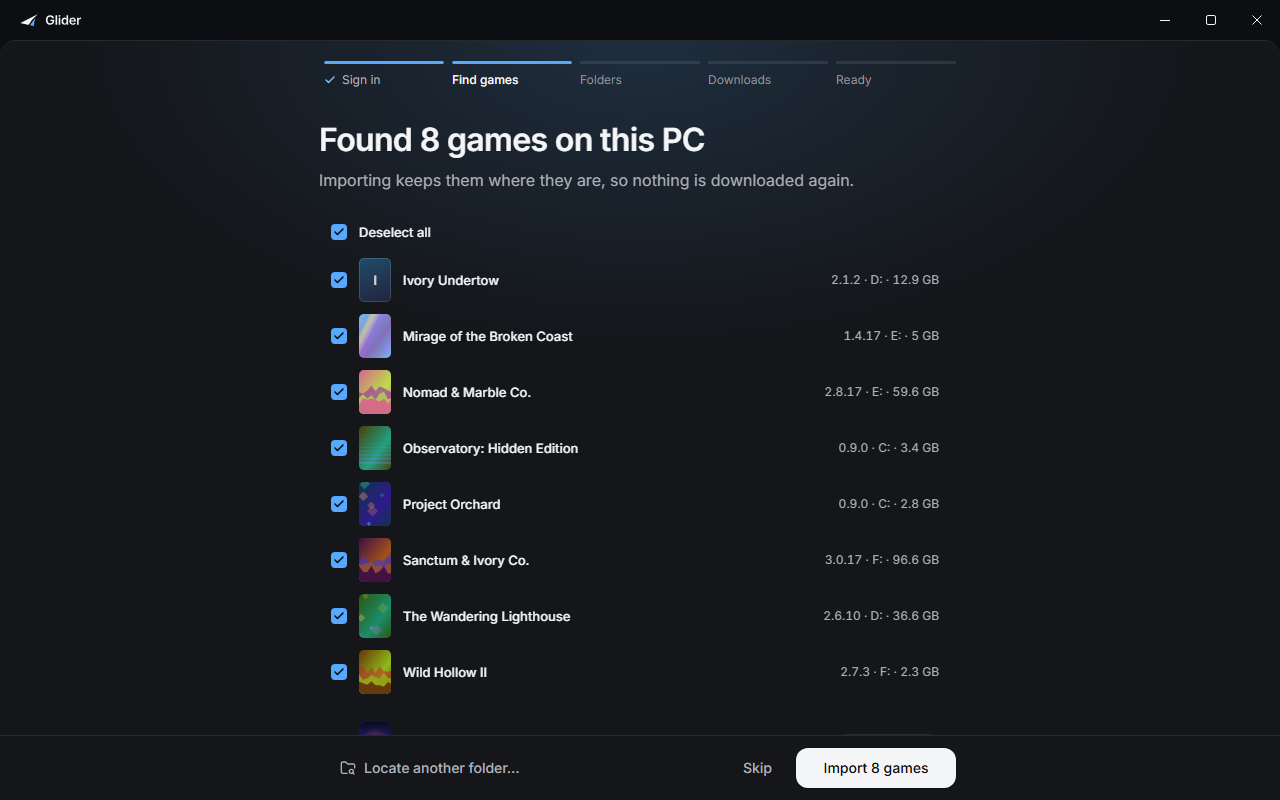 Glider
Sign in
Find games
Folders
Downloads
Ready
Found 8 games on this PC
Importing keeps them where they are, so nothing is downloaded again.
Deselect all
I
Ivory Undertow
2.1.2 · D: · 12.9 GB
Mirage of the Broken Coast
1.4.17 · E: · 5 GB
Nomad & Marble Co.
2.8.17 · E: · 59.6 GB
Observatory: Hidden Edition
0.9.0 · C: · 3.4 GB
Project Orchard
0.9.0 · C: · 2.8 GB
Sanctum & Ivory Co.
3.0.17 · F: · 96.6 GB
The Wandering Lighthouse
2.6.10 · D: · 36.6 GB
Wild Hollow II
2.7.3 · F: · 2.3 GB
Locate another folder...
Skip
Import 8 games